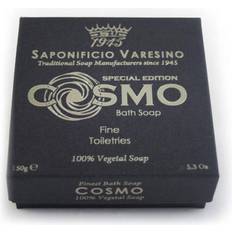 1945
SAPONIFICIO VARESINO
Traditional Soap Manufacturers since 1945
SPECIAL EDITION
COSMO
Bath Soap
Fine
Toiletries
100% Vegetal Soap
150g e 5.3 Oz
Finest Bath Soap
COSMO
100% Vegetal Soap